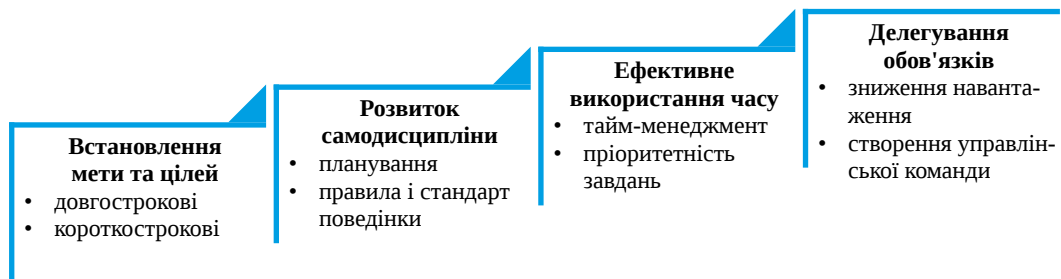 Встановлення
мети та цілей
• довгострокові
• короткострокові
Розвиток
самодисципліни
• планування
• правила і стандарт
поведінки
Ефективне
використання часу
• тайм-менеджмент
• пріоритетність
завдань
Делегування
обов'язків
• зниження наванта-
ження
• створення управлін-
ської команди